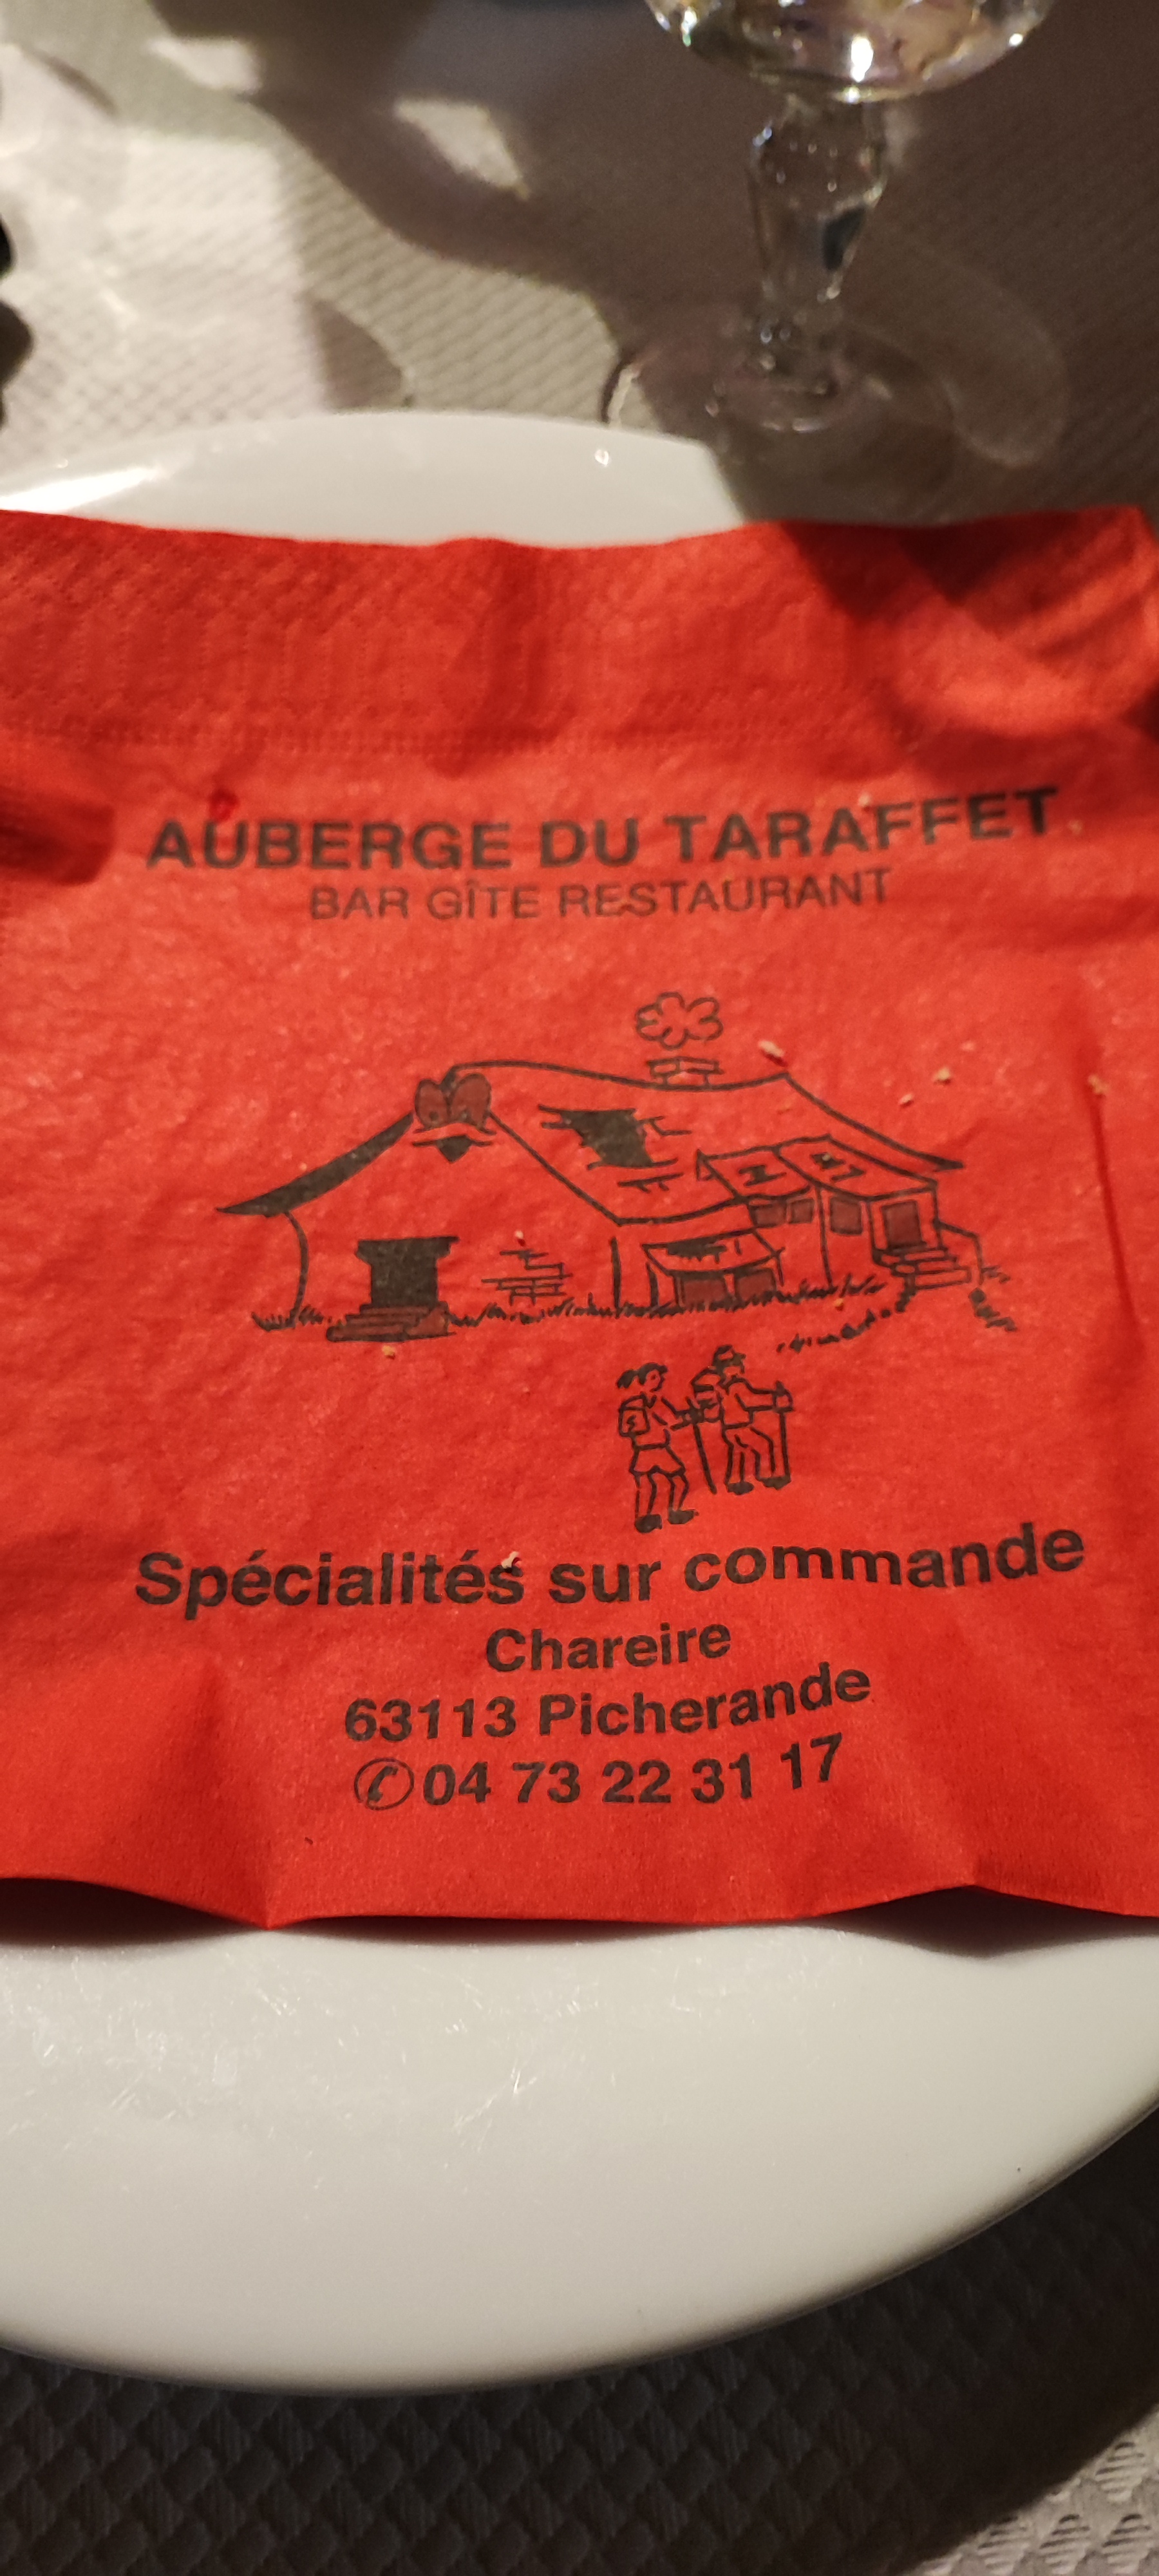 AUBERGE DU TARAFFET
BAR GÎTE RESTAURANT
Spécialités sur commande
Chareire
63113 Picherande
✆04 73 22 31 17